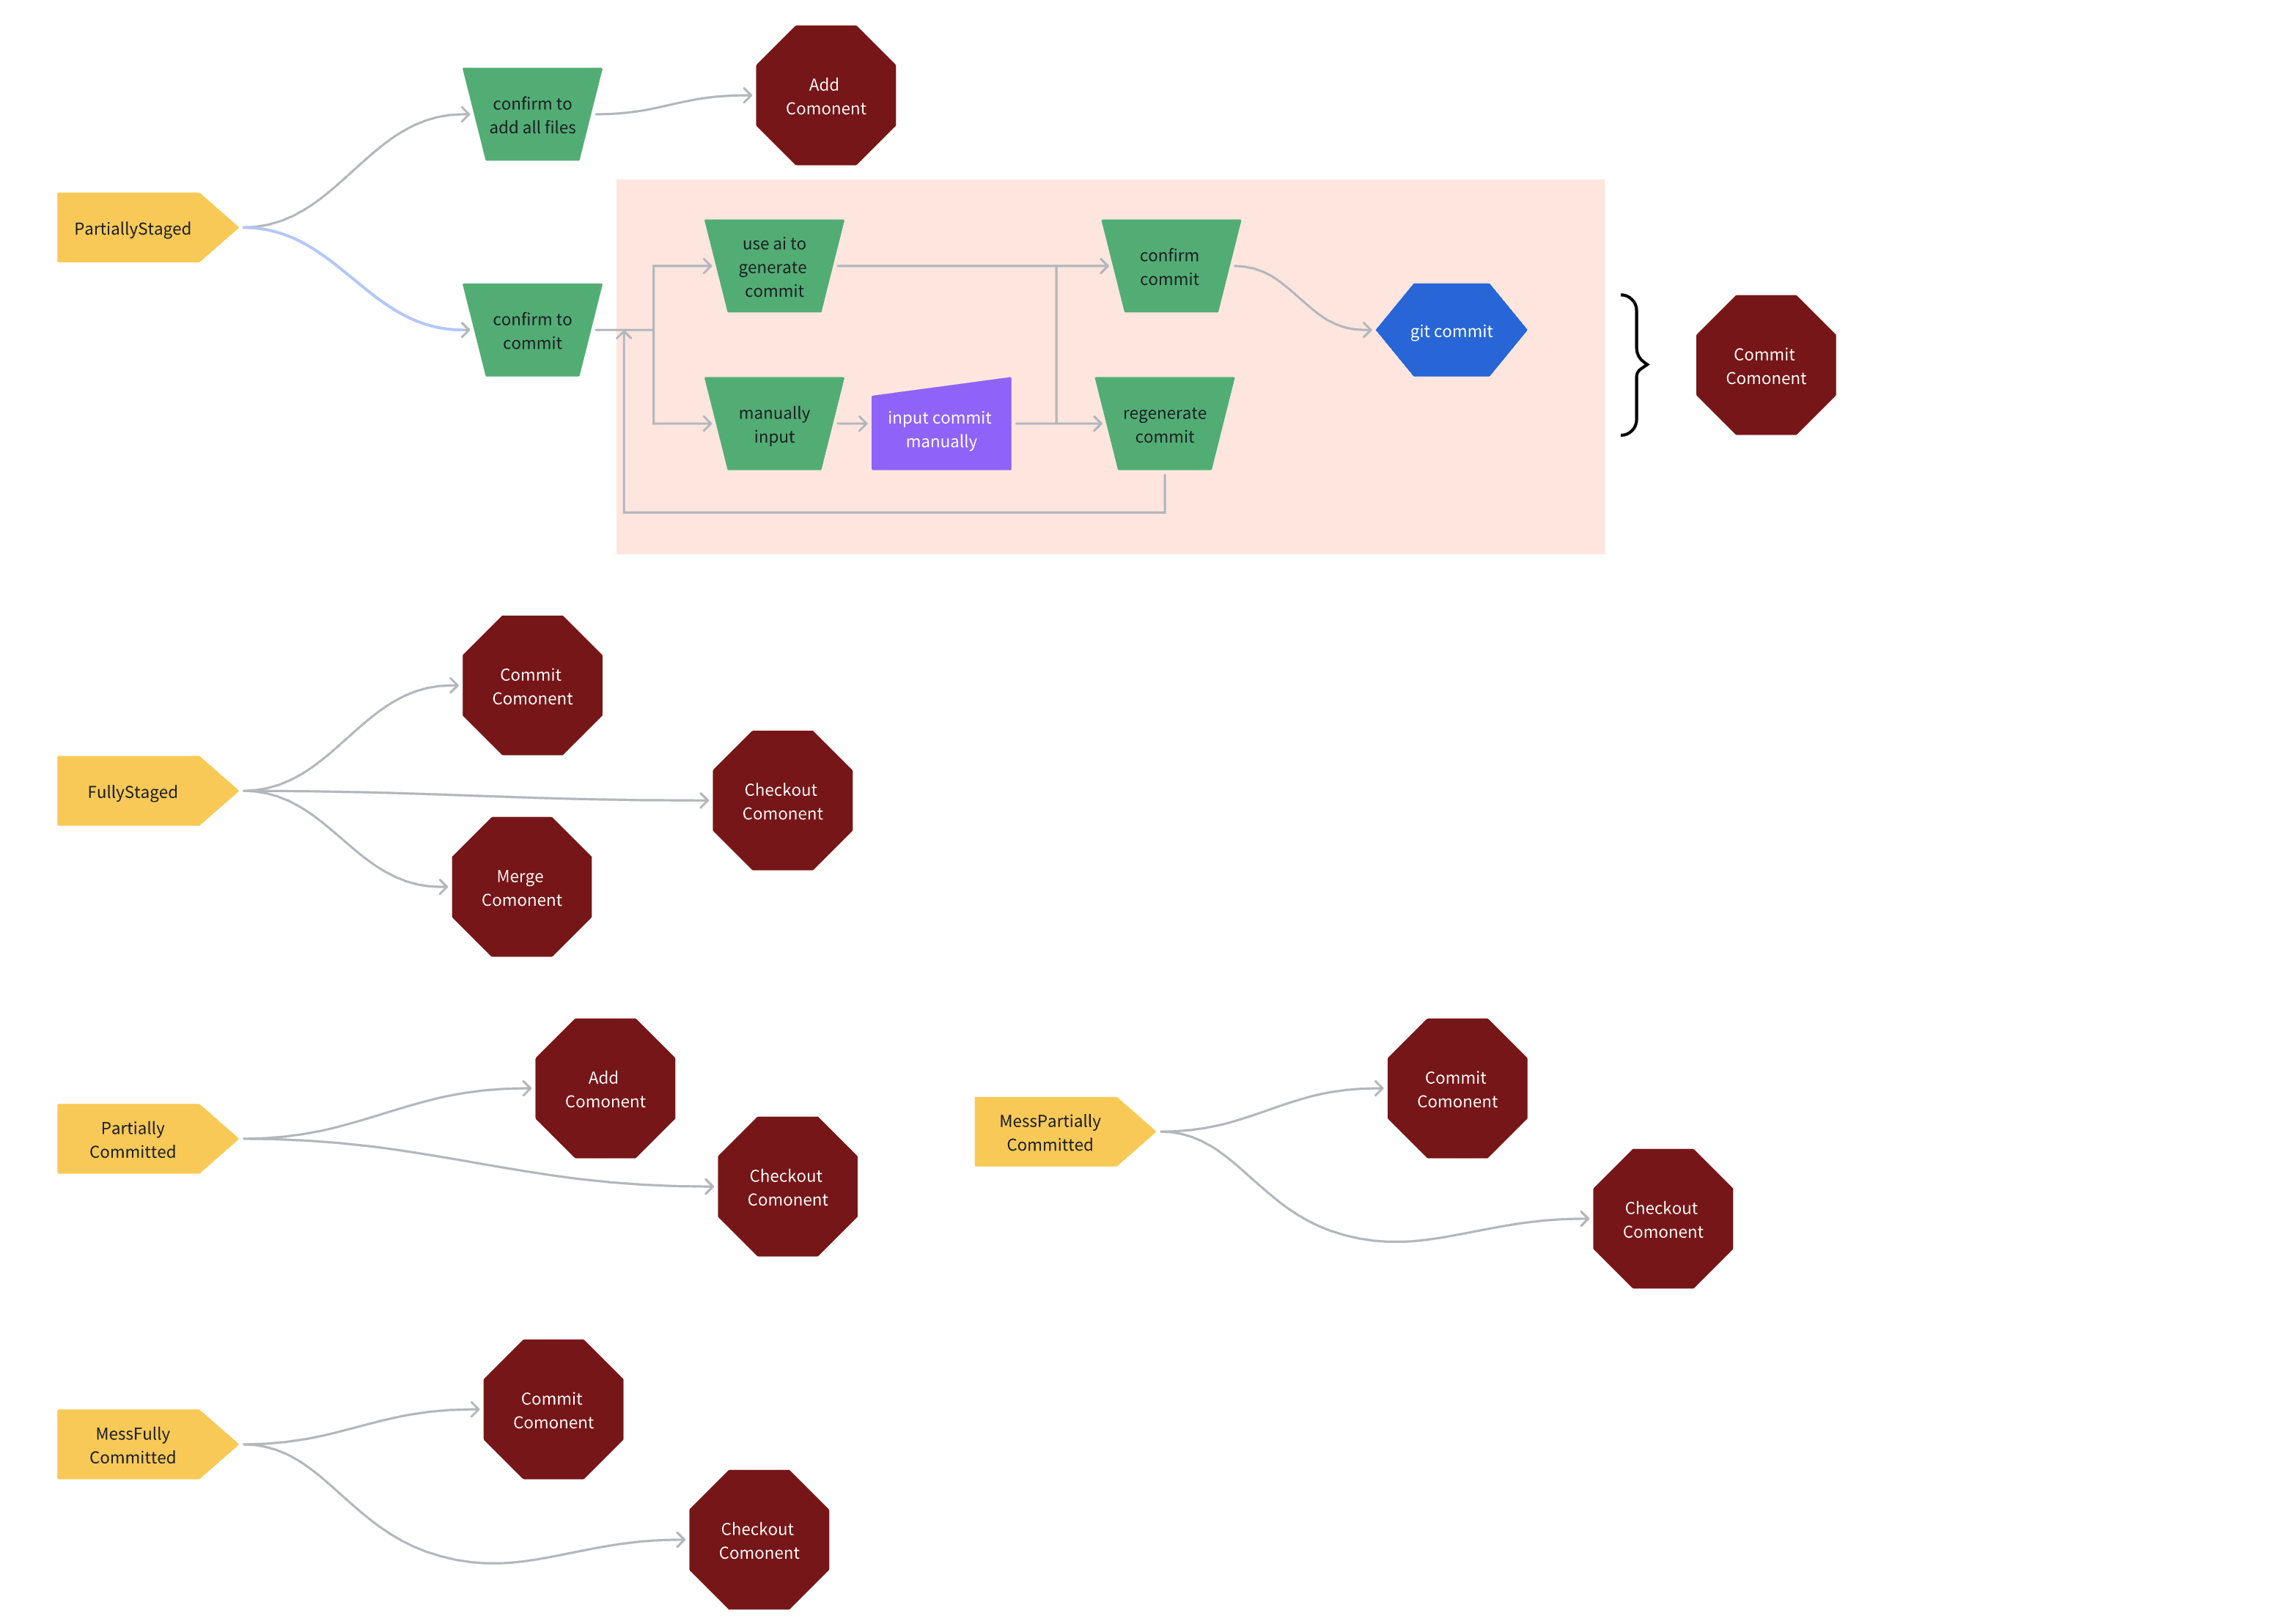 Add
Comonent
confirm to
add all files
PartiallyStaged
use ai to
generate
commit
confirm
commit
confirm to
commit
git commit
Commit
Comonent
manually
input
input commit
manually
regenerate
commit
Commit
Comonent
FullyStaged
Checkout
Comonent
Merge
Comonent
Add
Comonent
Partially
Committed
Checkout
Comonent
Commit
Comonent
MessPartially
Committed
Checkout
Comonent
Commit
Comonent
MessFully
Committed
Checkout
Comonent